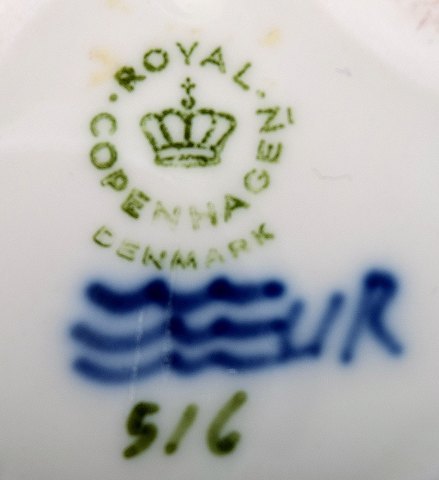 ROYAL
COPENHAGEN
DENMARK
516